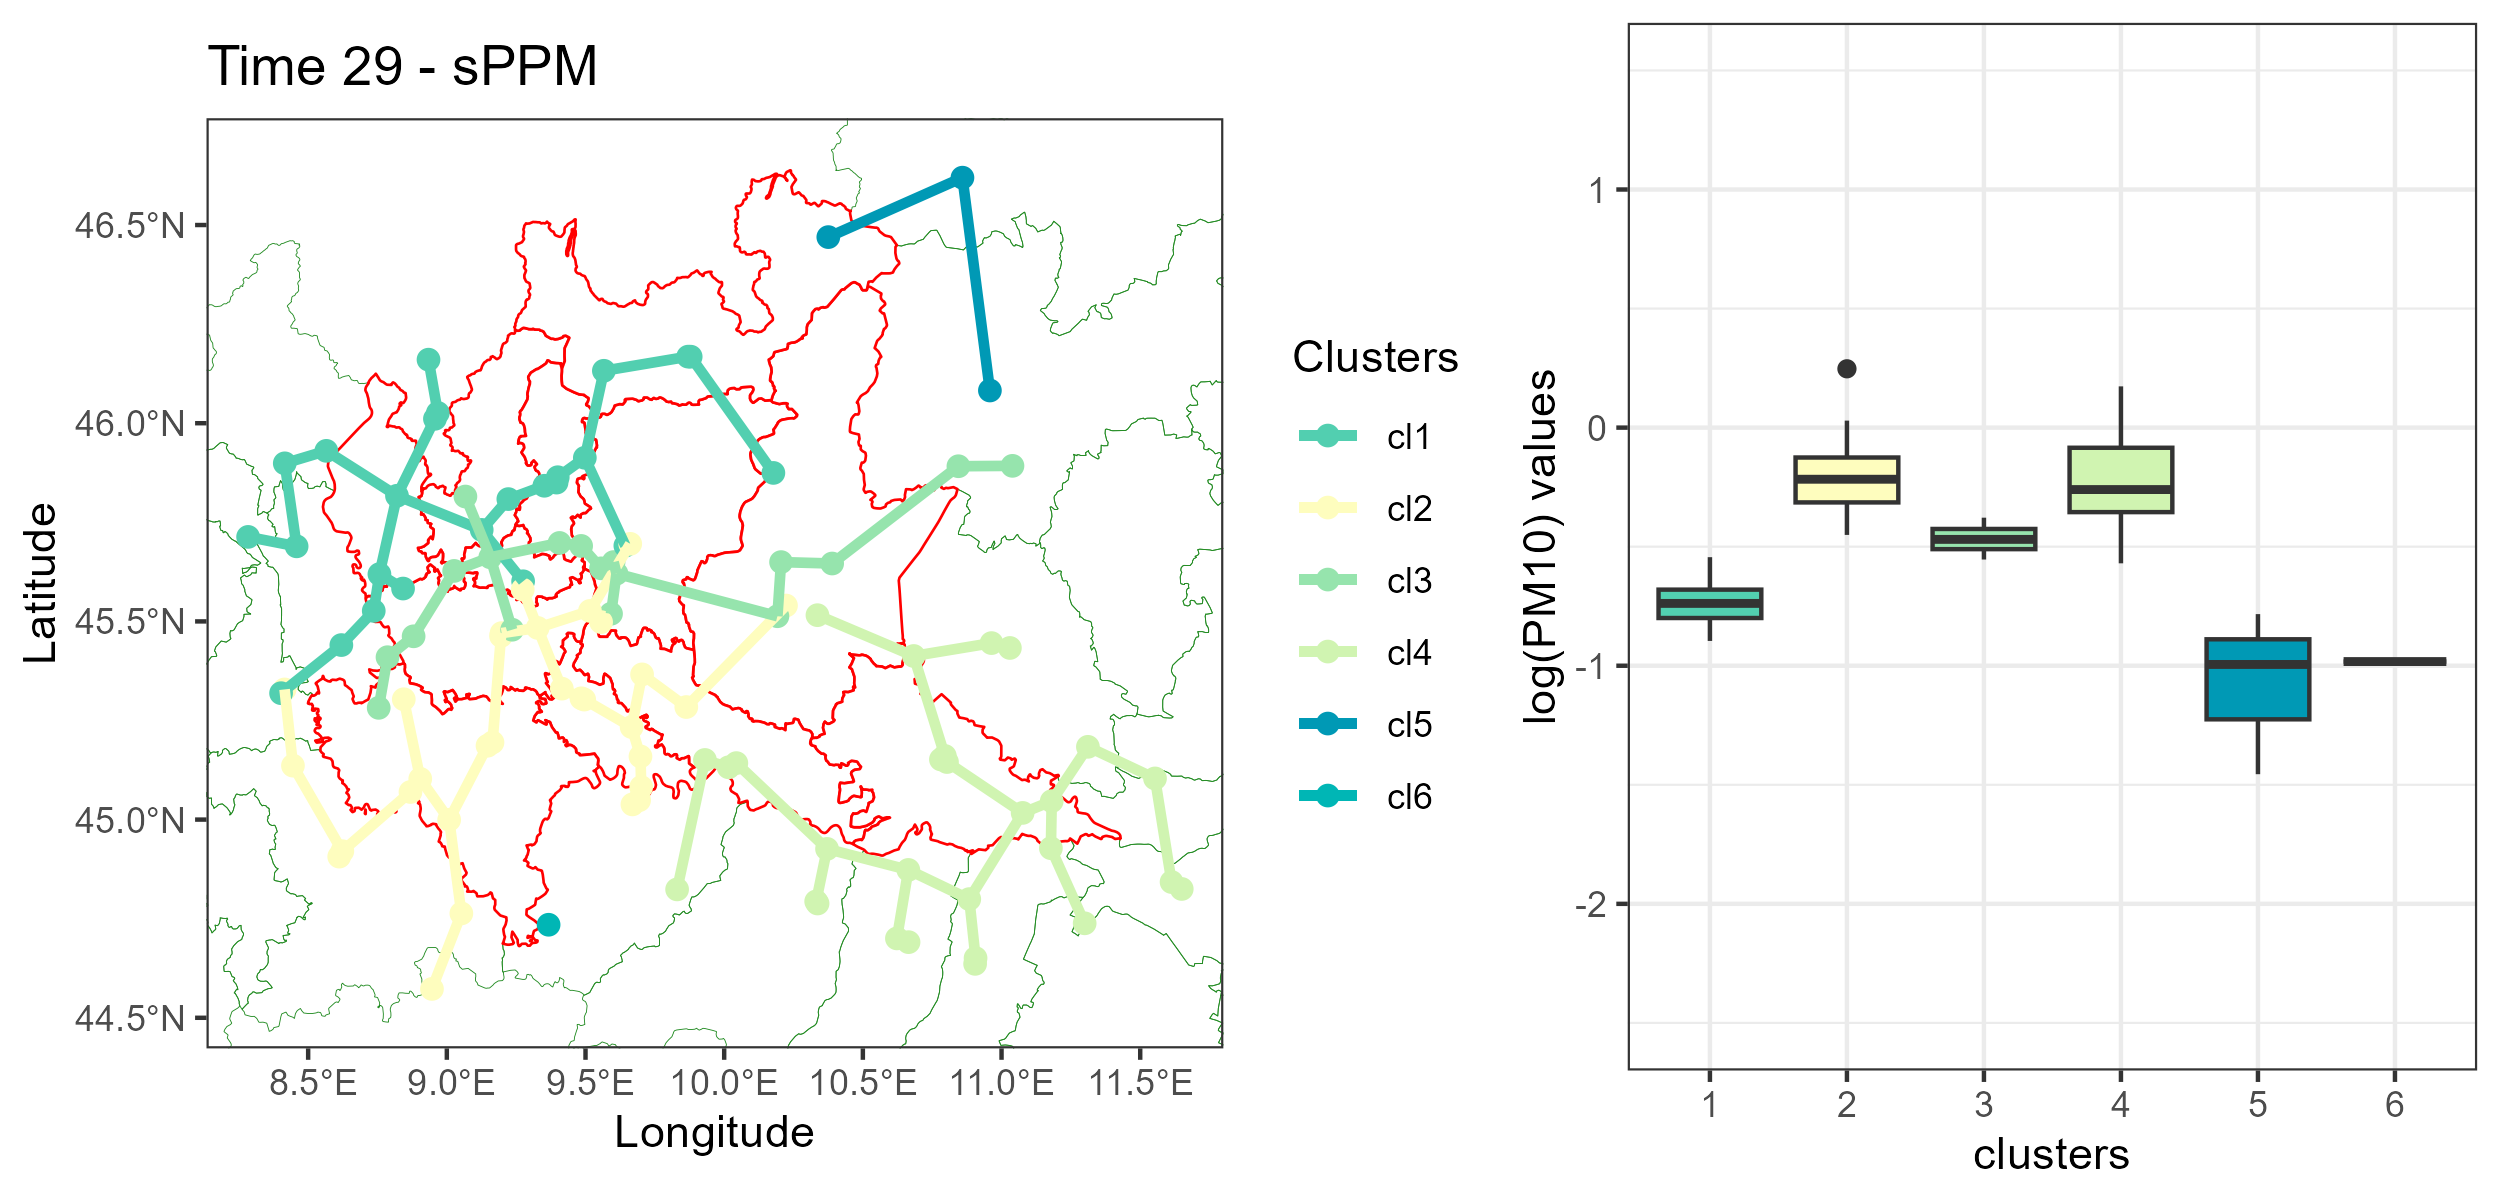 Time 29 - sPPM
Latitude
46.5°N
46.0°N
45.5°N
45.0°N
44.5°N
8.5°E 9.0°E 9.5°E 10.0°E 10.5°E 11.0°E 11.5°E
Longitude
Clusters
cl1
cl2
cl3
cl4
cl5
cl6
log(PM10) values
1
0
-1
-2
1 2 3 4 5 6
clusters